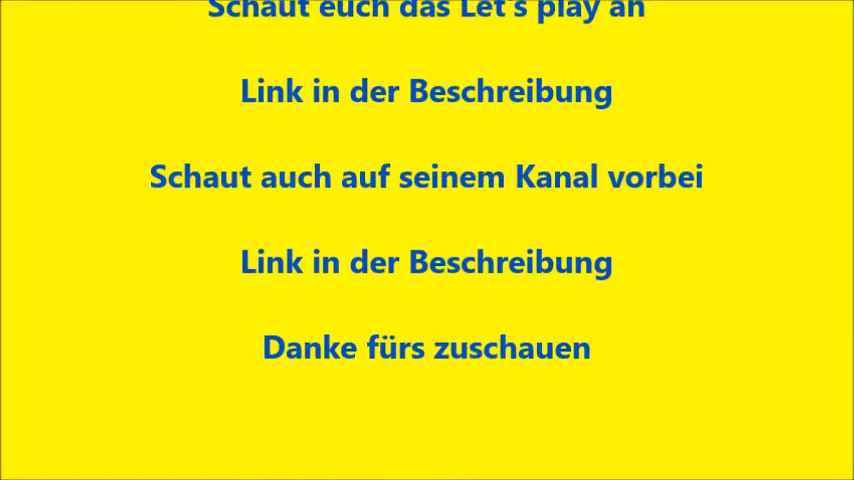 Schaut euch das Let's play an
Link in der Beschreibung
Schaut auch auf seinem Kanal vorbei
Link in der Beschreibung
Danke fürs zuschauen